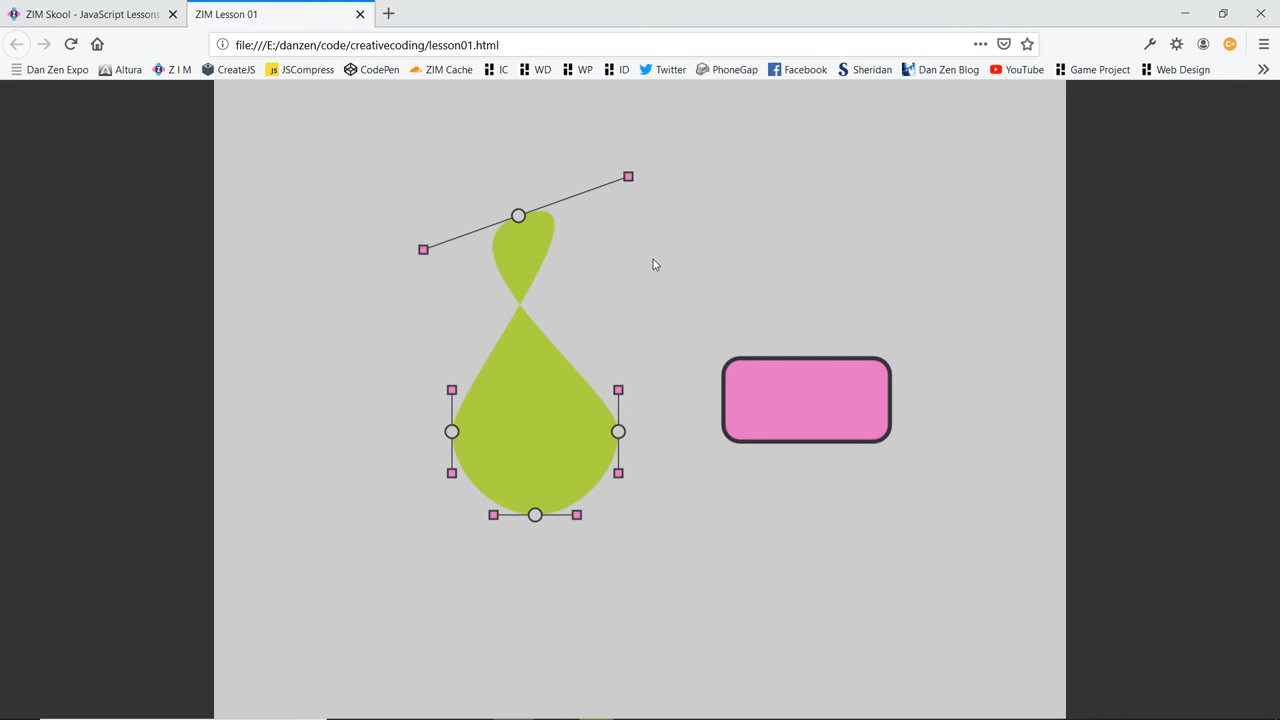 ZIM Skool - JavaScript Lessons
ZIM Lesson 01
file:///E:/danzen/code/creativecoding/lesson01.html
Dan Zen Expo Altura Z I M CreateJS JS JSCompress CodePen ZIM Cache IC WD WP ID Twitter PhoneGap Facebook Sheridan Dan Zen Blog YouTube Game Project Web Design